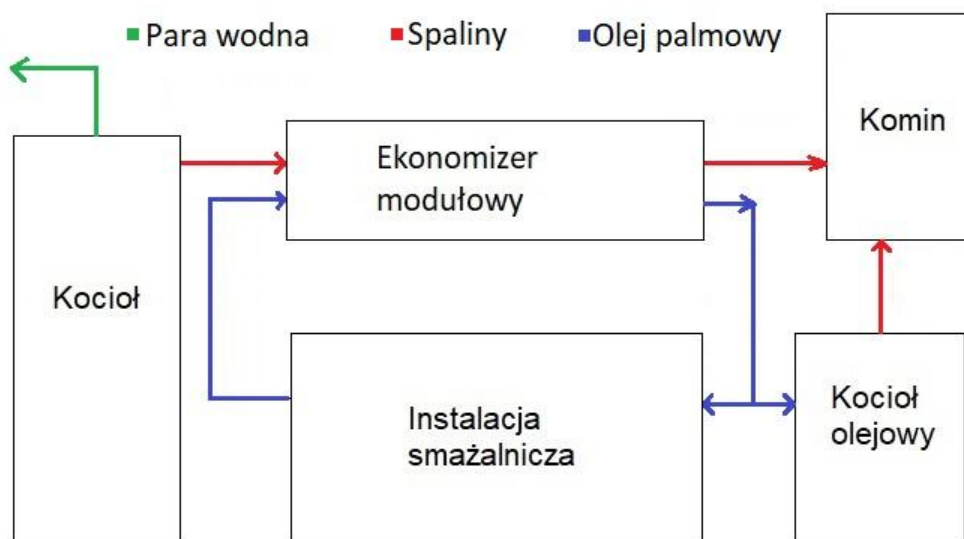 Para wodna
Spaliny
Olej palmowy
Komin
Ekonomizer
modułowy
Kocioł
Instalacja
smażalnicza
Kocioł
olejowy